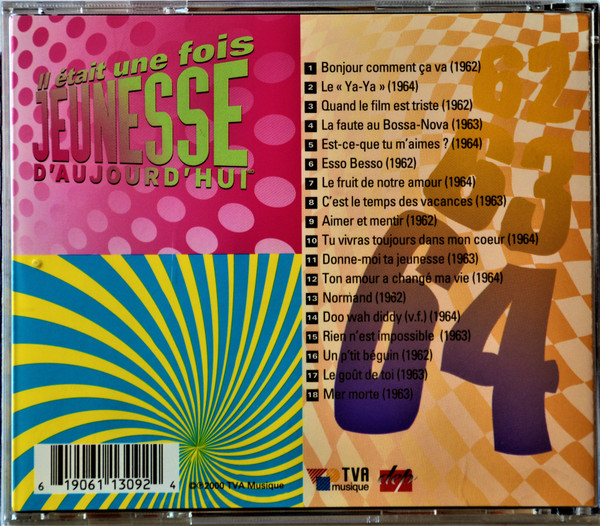 Il était une fois
JEUNESSE
D'AUJOURD'HUI
62
63
64
1 Bonjour comment ça va (1962)
2 Le « Ya-Ya » (1964)
3 Quand le film est triste (1962)
4 La faute au Bossa-Nova (1963)
5 Est-ce-que tu m'aimes ? (1964)
6 Esso Besso (1962)
7 Le fruit de notre amour (1964)
8 C'est le temps des vacances (1963)
9 Aimer et mentir (1962)
10 Tu vivras toujours dans mon coeur (1964)
11 Donne-moi ta jeunesse (1963)
12 Ton amour a changé ma vie (1964)
13 Normand (1962)
14 Doo wah diddy (v.f.) (1964)
15 Rien n'est impossible (1963)
16 Un p'tit béguin (1962)
17 Le goût de toi (1963)
18 Mer morte (1963)
6 19061 13092 4
©℗2000 TVA Musique
TVA
musique